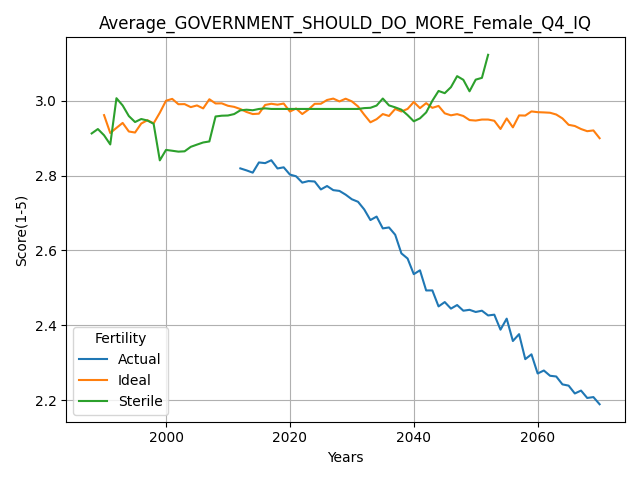 Average_GOVERNMENT_SHOULD_DO_MORE_Female_Q4_IQ
Score(1-5)
3.0
2.8
2.6
2.4
2.2
Fertility
Actual
Ideal
Sterile
2000
2020
2040
2060
Years